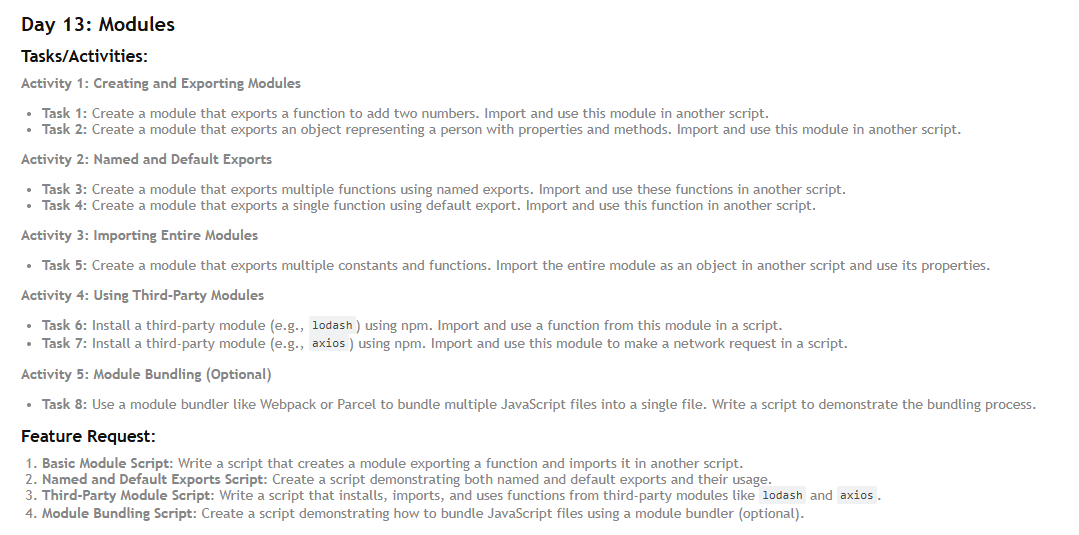 Day 13: Modules
Tasks/Activities:
Activity 1: Creating and Exporting Modules
• Task 1: Create a module that exports a function to add two numbers. Import and use this module in another script.
• Task 2: Create a module that exports an object representing a person with properties and methods. Import and use this module in another script.
Activity 2: Named and Default Exports
• Task 3: Create a module that exports multiple functions using named exports. Import and use these functions in another script.
• Task 4: Create a module that exports a single function using default export. Import and use this function in another script.
Activity 3: Importing Entire Modules
• Task 5: Create a module that exports multiple constants and functions. Import the entire module as an object in another script and use its properties.
Activity 4: Using Third-Party Modules
• Task 6: Install a third-party module (e.g., lodash) using npm. Import and use a function from this module in a script.
• Task 7: Install a third-party module (e.g., axios) using npm. Import and use this module to make a network request in a script.
Activity 5: Module Bundling (Optional)
• Task 8: Use a module bundler like Webpack or Parcel to bundle multiple JavaScript files into a single file. Write a script to demonstrate the bundling process.
Feature Request:
1. Basic Module Script: Write a script that creates a module exporting a function and imports it in another script.
2. Named and Default Exports Script: Create a script demonstrating both named and default exports and their usage.
3. Third-Party Module Script: Write a script that installs, imports, and uses functions from third-party modules like lodash and axios.
4. Module Bundling Script: Create a script demonstrating how to bundle JavaScript files using a module bundler (optional).